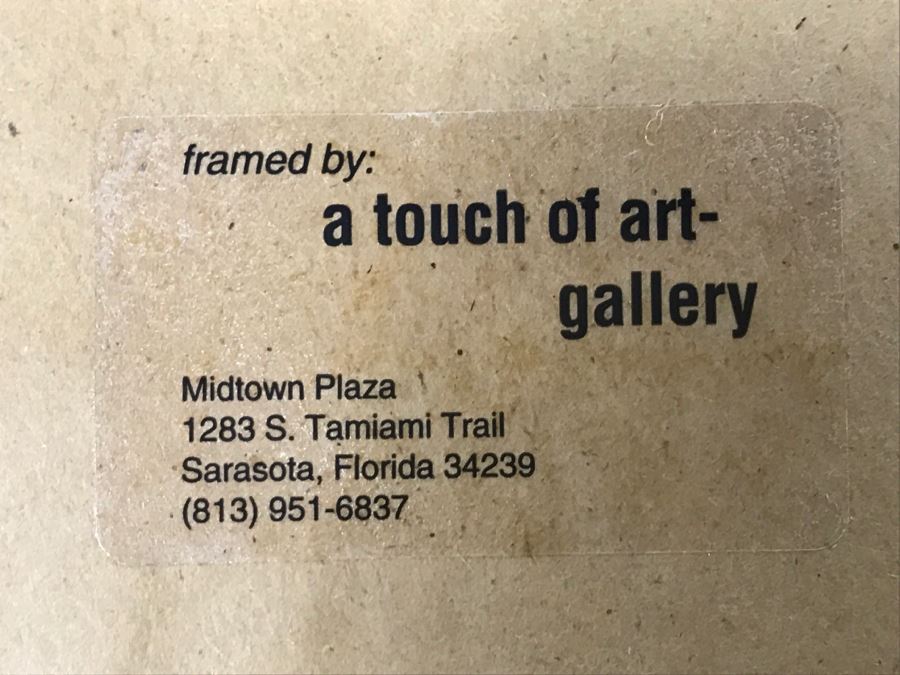 framed by:
a touch of art-
gallery
Midtown Plaza
1283 S. Tamiami Trail
Sarasota, Florida 34239
(813) 951-6837